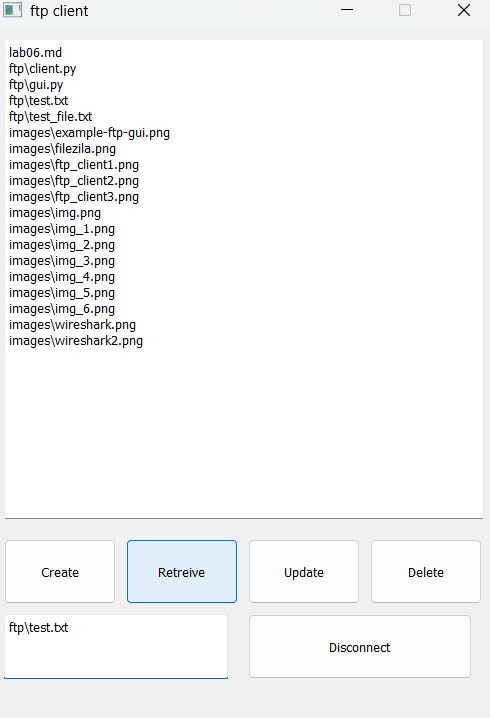 ftp client
lab06.md
ftp\client.py
ftp\gui.py
ftp\test.txt
ftp\test_file.txt
images\example-ftp-gui.png
images\filezila.png
images\ftp_client1.png
images\ftp_client2.png
images\ftp_client3.png
images\img.png
images\img_1.png
images\img_2.png
images\img_3.png
images\img_4.png
images\img_5.png
images\img_6.png
images\wireshark.png
images\wireshark2.png
Create Retreive Update Delete
ftp\test.txt
Disconnect